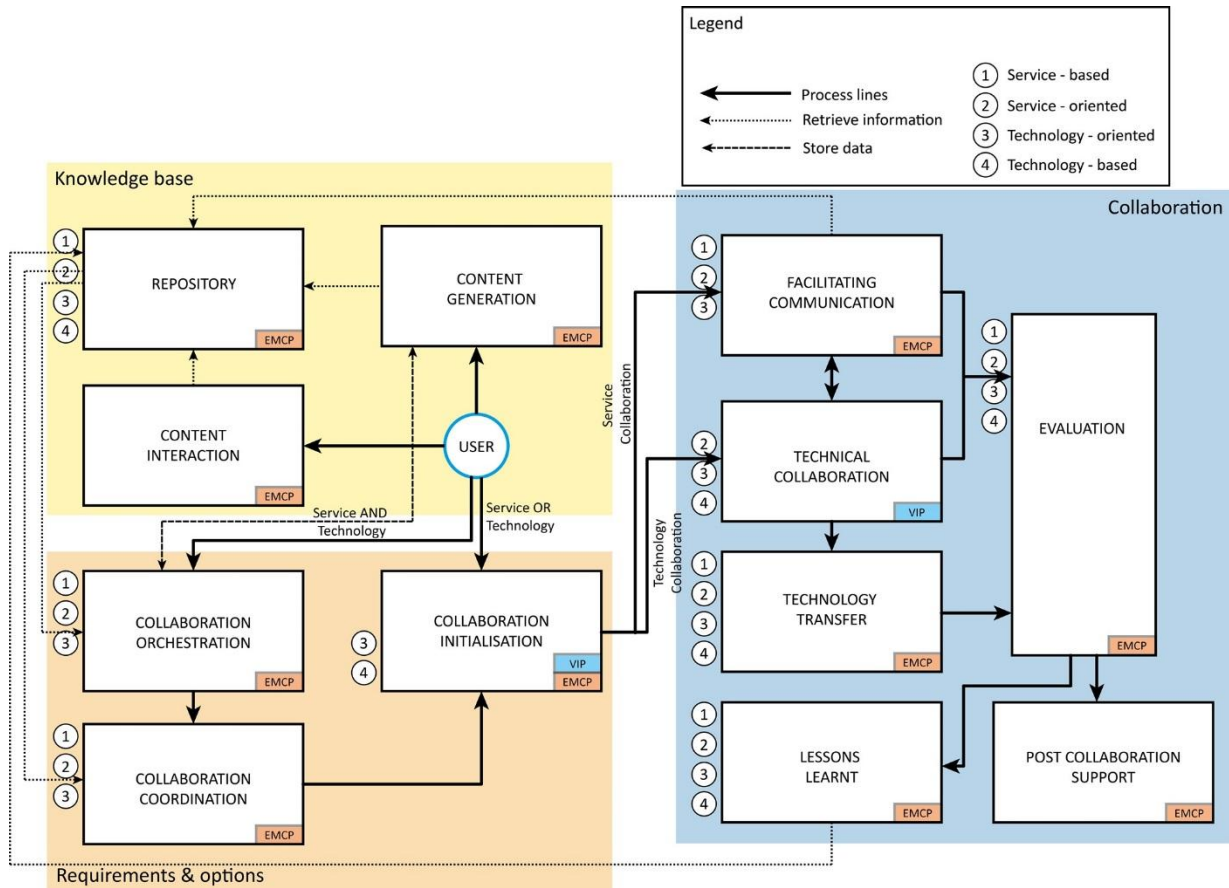 Legend
Process lines
Retrieve information
Store data
1 Service - based
2 Service - oriented
3 Technology - oriented
4 Technology - based
Knowledge base
1
2
3
4
REPOSITORY
EMCP
CONTENT
GENERATION
EMCP
CONTENT
INTERACTION
EMCP
USER
Service AND
Technology
Service OR
Technology
Service
Collaboration
Technology
Collaboration
1
2
3
COLLABORATION
ORCHESTRATION
EMCP
3
4
COLLABORATION
INITIALISATION
VIP
EMCP
1
2
3
COLLABORATION
COORDINATION
EMCP
Requirements & options
Collaboration
1
2
3
FACILITATING
COMMUNICATION
EMCP
2
3
4
TECHNICAL
COLLABORATION
VIP
1
2
3
4
TECHNOLOGY
TRANSFER
EMCP
1
2
3
4
EVALUATION
EMCP
1
2
3
4
LESSONS
LEARNT
EMCP
POST COLLABORATION
SUPPORT
EMCP